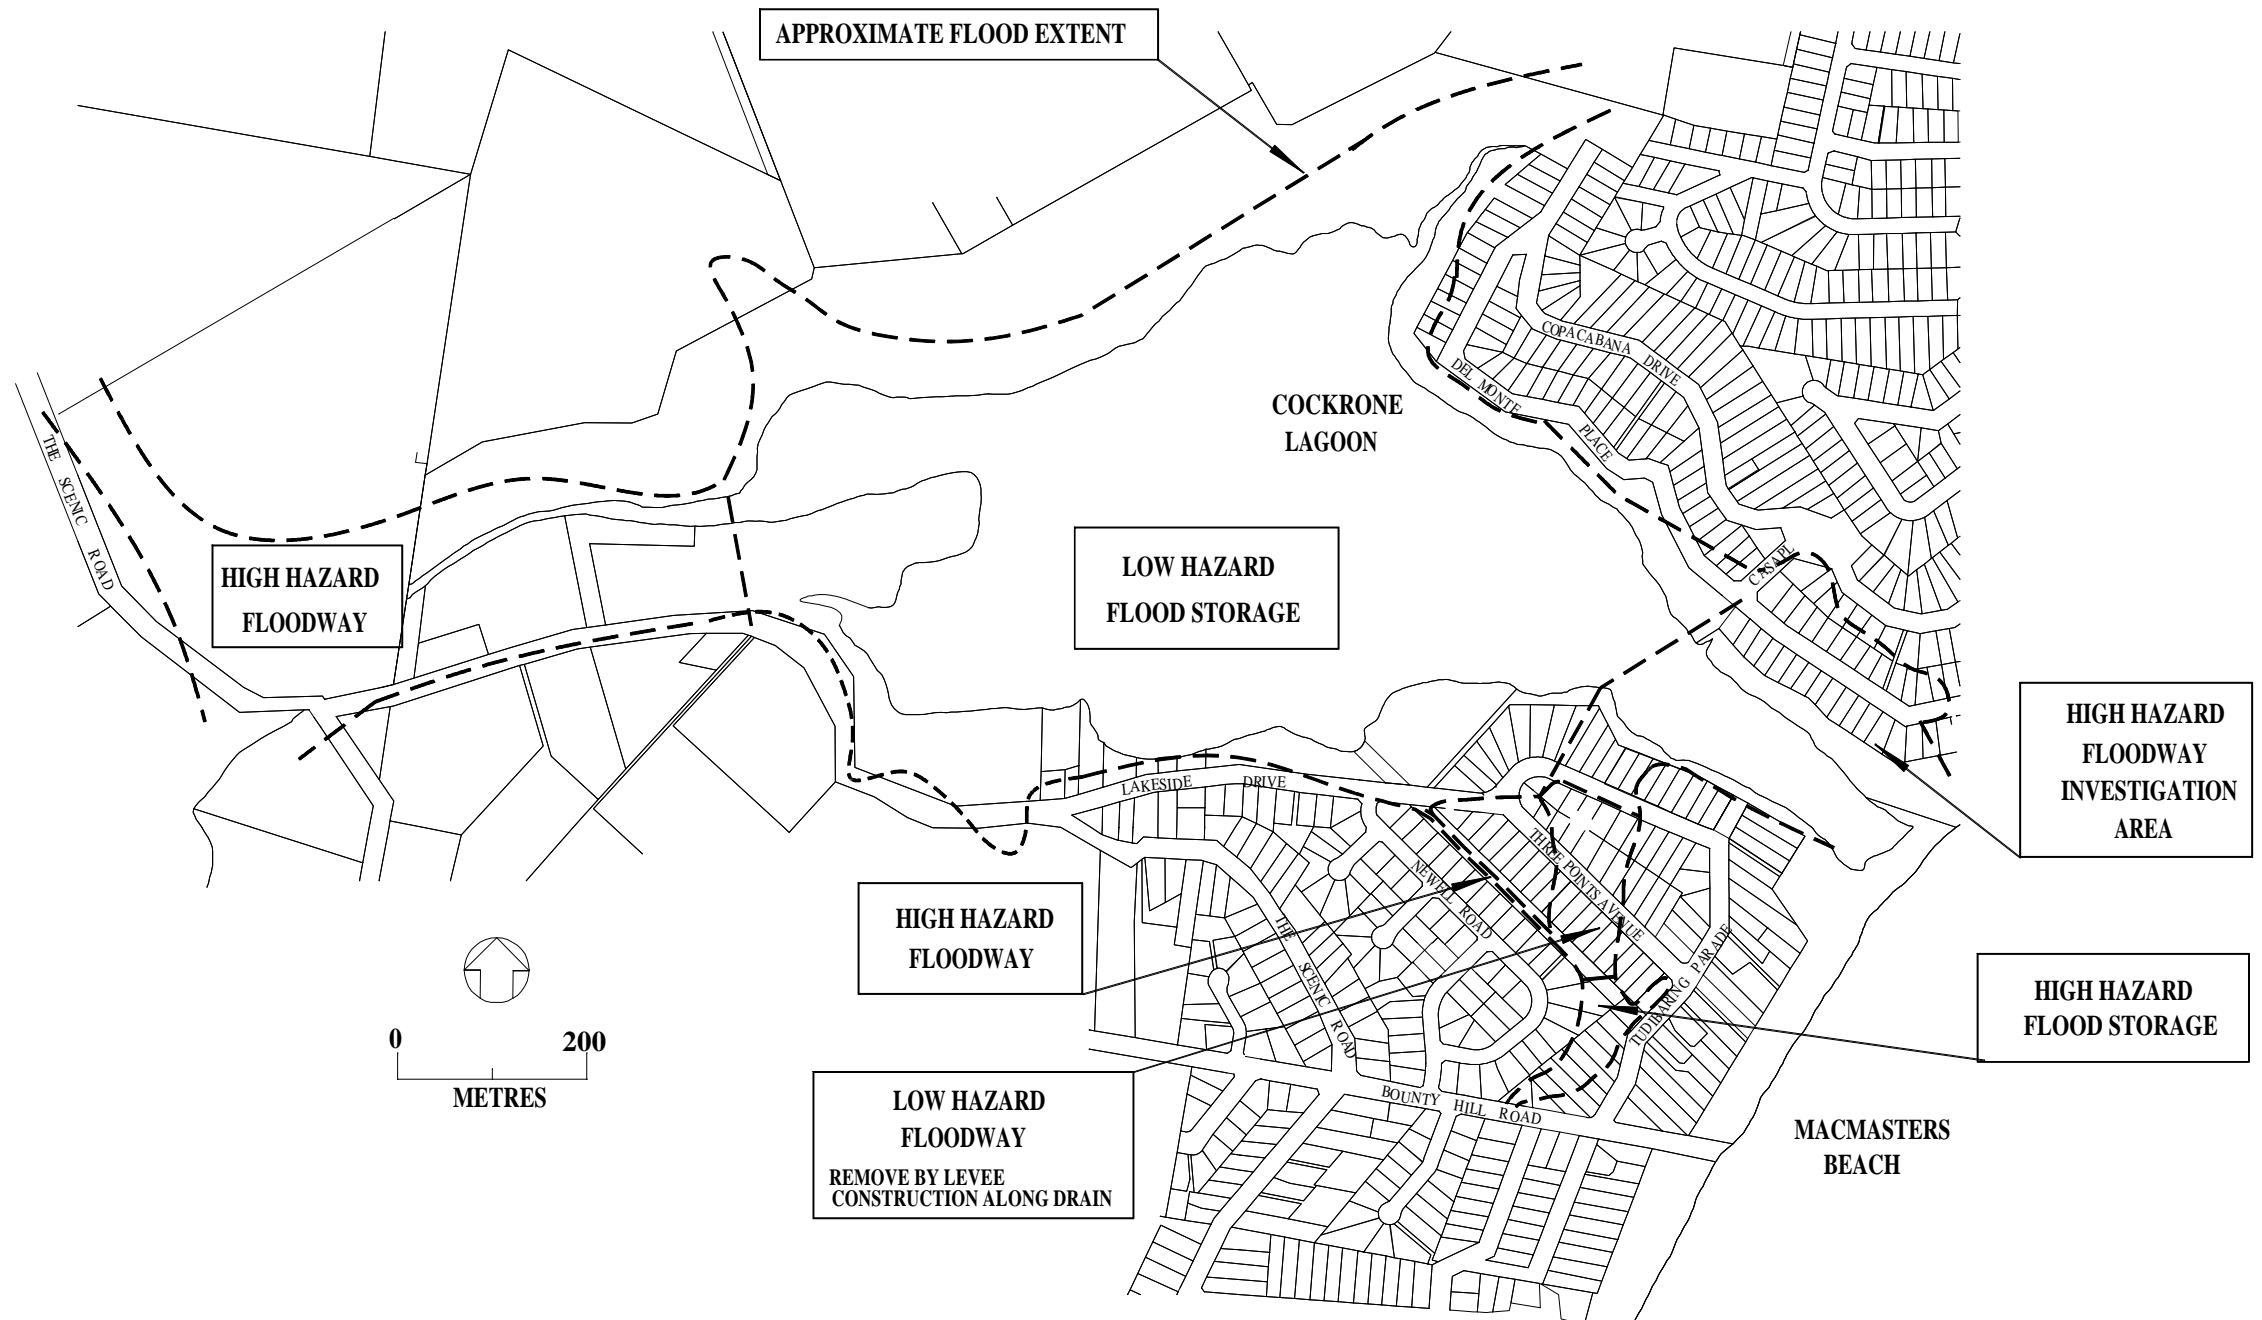 APPROXIMATE FLOOD EXTENT
COPACABANA DRIVE
DEL MONTE
PLACE
COCKRONE
LAGOON
THE SCENIC ROAD
HIGH HAZARD
FLOODWAY
LOW HAZARD
FLOOD STORAGE
CASA PL
HIGH HAZARD
FLOODWAY
INVESTIGATION
AREA
LAKESIDE DRIVE
THREE POINTS AVENUE
NEWELL ROAD
HIGH HAZARD
FLOODWAY
THE SCENIC ROAD
TUDIBARING PARADE
HIGH HAZARD
FLOOD STORAGE
0 200
METRES
LOW HAZARD
FLOODWAY
REMOVE BY LEVEE
CONSTRUCTION ALONG DRAIN
BOUNTY HILL ROAD
MACMASTERS
BEACH